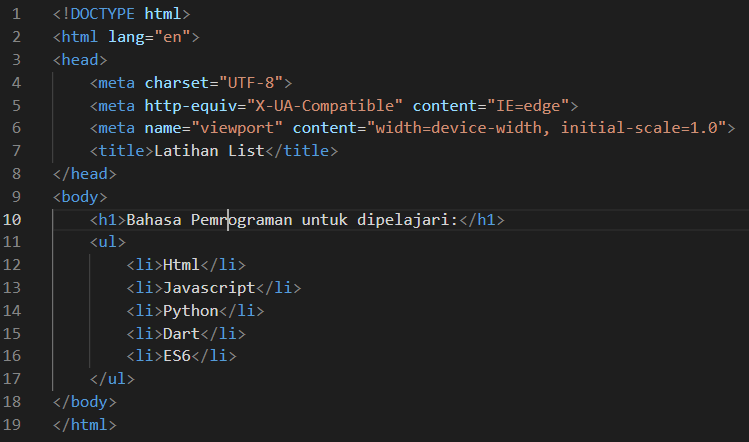 1 <!DOCTYPE html>
2 <html lang="en">
3 <head>
4     <meta charset="UTF-8">
5     <meta http-equiv="X-UA-Compatible" content="IE=edge">
6     <meta name="viewport" content="width=device-width, initial-scale=1.0">
7     <title>Latihan List</title>
8 </head>
9 <body>
10     <h1>Bahasa Pemrograman untuk dipelajari:</h1>
11     <ul>
12         <li>Html</li>
13         <li>Javascript</li>
14         <li>Python</li>
15         <li>Dart</li>
16         <li>ES6</li>
17     </ul>
18 </body>
19 </html>